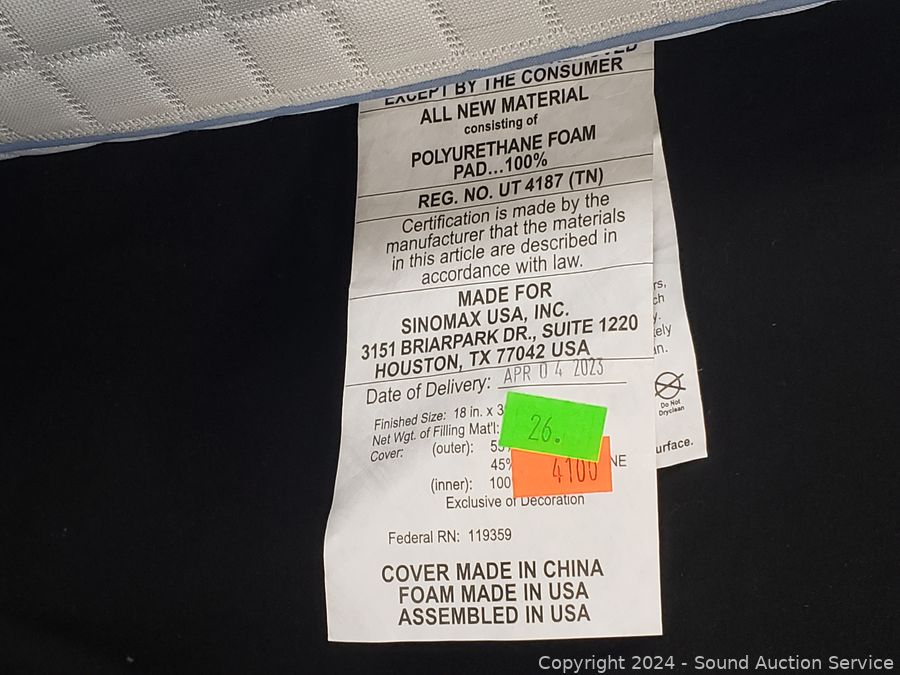 EXCEPT BY THE CONSUMER
ALL NEW MATERIAL
consisting of
POLYURETHANE FOAM
PAD...100%
REG. NO. UT 4187 (TN)
Certification is made by the
manufacturer that the materials
in this article are described in
accordance with law.
MADE FOR
SINOMAX USA, INC.
3151 BRIARPARK DR., SUITE 1220
HOUSTON, TX 77042 USA
Date of Delivery: APR 04 2023
Finished Size: 18 in. x 3
Net Wgt. of Filling Mat'l:
26.
Cover: (outer): 55
45%
4100
NE
(inner): 100
Exclusive of Decoration
Federal RN: 119359
COVER MADE IN CHINA
FOAM MADE IN USA
ASSEMBLED IN USA
Do Not
Dryclean
urface.
Copyright 2024 - Sound Auction Service